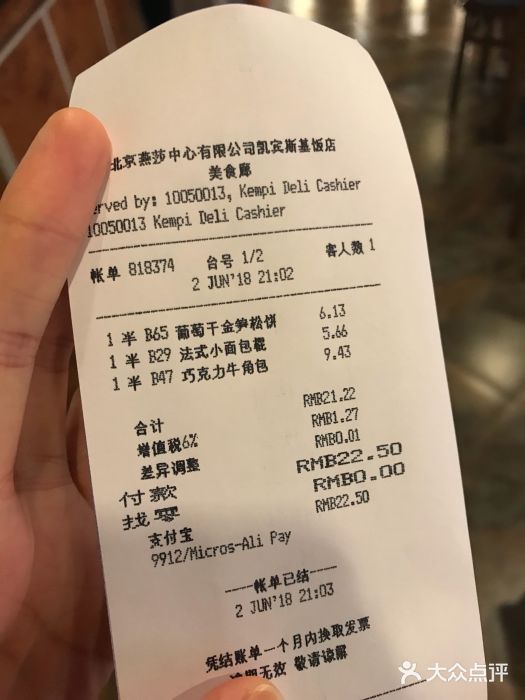 北京燕莎中心有限公司凯宾斯基饭店
美食廊
erved by: 10050013, Kempi Deli Cashier
10050013 Kempi Deli Cashier
帐单 818374 台号 1/2 客人数 1
2 JUN'18 21:02
1 半 B65 葡萄干金笋松饼 6.13
1 半 B29 法式小面包棍 5.66
1 半 B47 巧克力牛角包 9.43
合计 RMB21.22
增值税6% RMB1.27
差异调整 RMB0.01
付款 RMB22.50
找零 RMB0.00
支付宝 RMB22.50
9912/Micros-Ali Pay
帐单已结
2 JUN'18 21:03
凭结账单一个月内换取发票
逾期无效 敬请谅解
大众点评